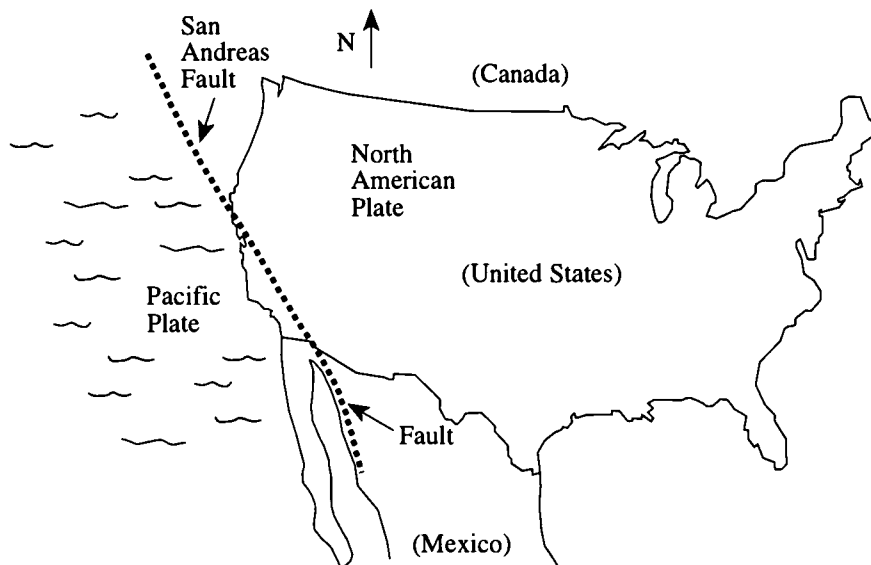 San
Andreas
Fault
N
(Canada)
North
American
Plate
(United States)
Pacific
Plate
Fault
(Mexico)